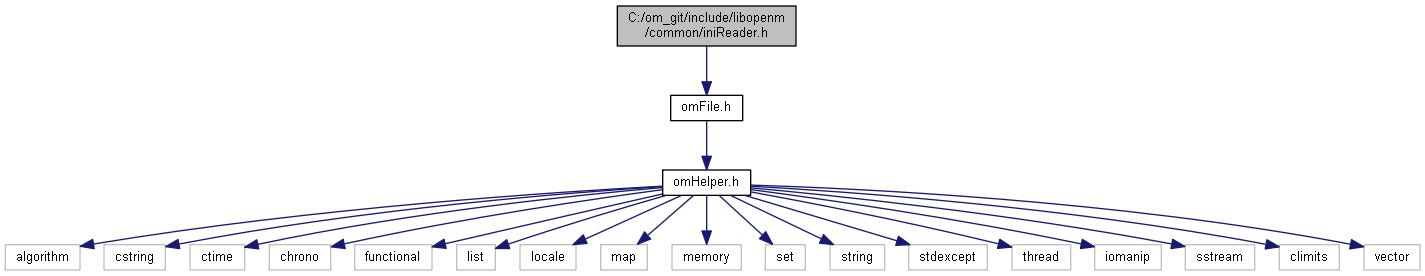 C:/om_git/include/libopenm
/common/iniReader.h
omFile.h
omHelper.h
algorithm
cstring
ctime
chrono
functional
list
locale
map
memory
set
string
stdexcept
thread
iomanip
sstream
climits
vector